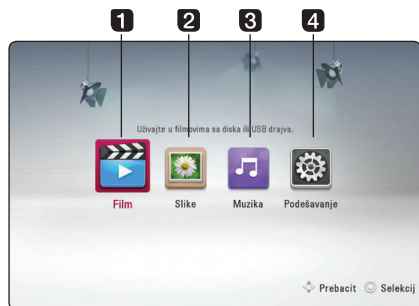 1 2 3 4
Uživajte u filmovima sa diska ili USB drajva.
Film Slike Muzika Podešavanje
Prebacit Selekcij